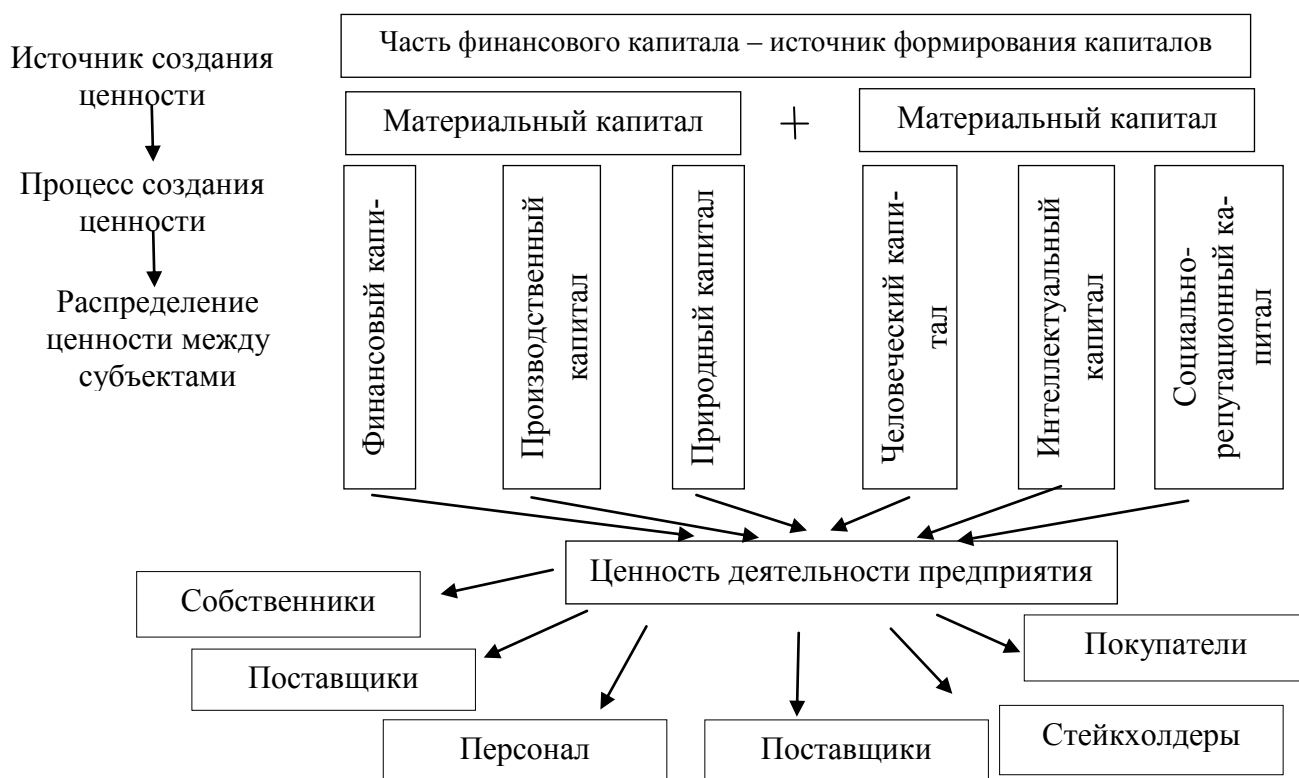 Источник создания
ценности
Процесс создания
ценности
Распределение
ценности между
субъектами
Часть финансового капитала – источник формирования капиталов
Материальный капитал
+
Материальный капитал
Финансовый капи-
Производственный
капитал
Природный капитал
Человеческий капи-
тал
Интеллектуальный
капитал
Социально-
репутационный ка-
питал
Ценность деятельности предприятия
Собственники
Поставщики
Персонал
Поставщики
Стейкхолдеры
Покупатели